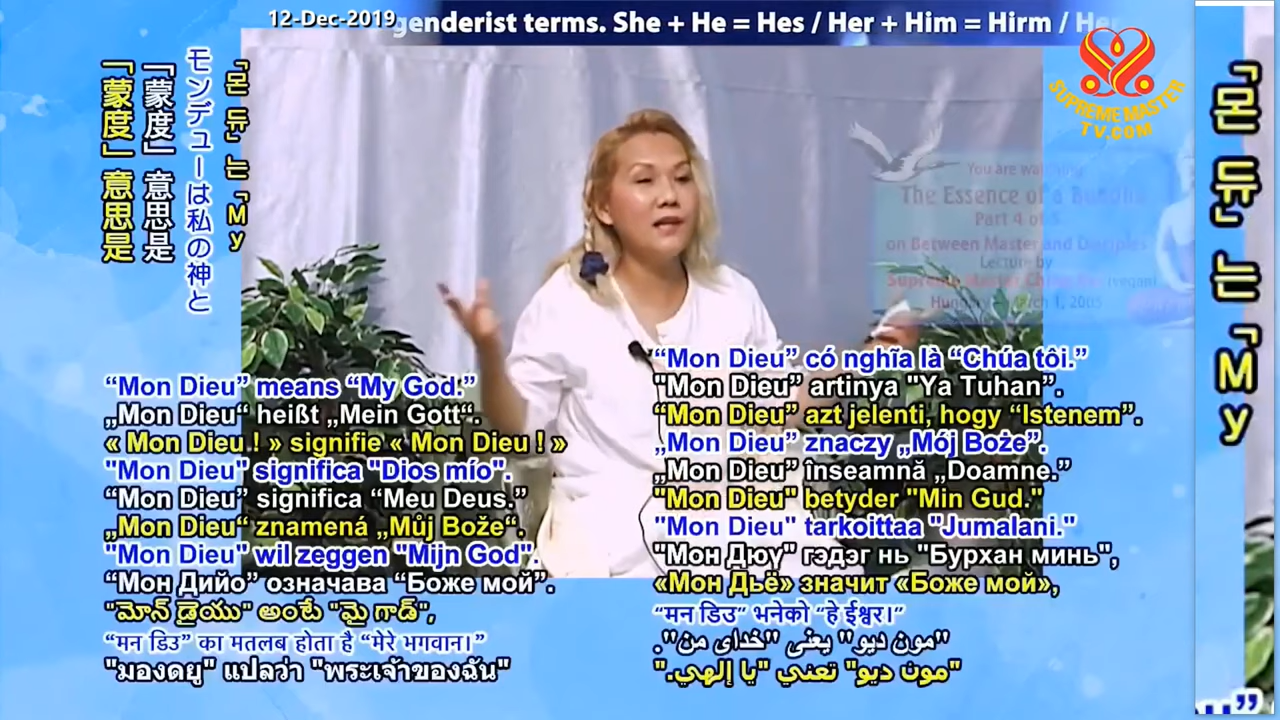 12-Dec-2019
genderist terms. She + He = Hes / Her + Him = Hirm / Her
SUPREME MASTER
TV.COM
You are watching
The Essence of a Buddha
Part 4 of 5
on Between Master and Disciples
Lecture by
Supreme Master Ching Hai (vegan)
Hungary – March 1, 2005
「몬 듀」는 「My
モンデューは私の神と
「蒙度」意思是
「蒙度」意思是
「몬 듀」는 「My
“Mon Dieu” means “My God.”
„Mon Dieu“ heißt „Mein Gott“.
« Mon Dieu ! » signifie « Mon Dieu ! »
"Mon Dieu" significa "Dios mío".
“Mon Dieu” significa “Meu Deus.”
„Mon Dieu“ znamená „Můj Bože“.
"Mon Dieu" wil zeggen "Mijn God".
“Мон Дийо” означава “Боже мой”.
"మోన్ డైయు" అంటే "మై గాడ్",
“मन डिउ” का मतलब होता है “मेरे भगवान।”
"มองดยู" แปลว่า "พระเจ้าของฉัน"
“Mon Dieu” có nghĩa là “Chúa tôi.”
"Mon Dieu” artinya "Ya Tuhan”.
“Mon Dieu” azt jelenti, hogy “Istenem”.
„Mon Dieu” znaczy „Mój Boże”.
„Mon Dieu” înseamnă „Doamne.”
"Mon Dieu" betyder "Min Gud."
"Mon Dieu" tarkoittaa "Jumalani."
"Мон Дюү" гэдэг нь "Бурхан минь",
«Мон Дьё» значит «Боже мой»,
“मन डिउ” भनेको “हे ईश्वर।”
"مون ديو" یعنی "خدای من".
"مون ديو" تعني "يا إلهي."